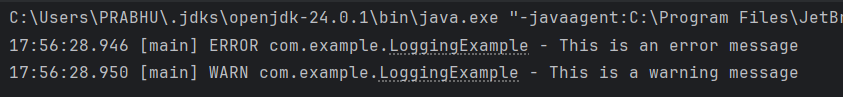 C:\Users\PRABHU\.jdks\openjdk-24.0.1\bin\java.exe "-javaagent:C:\Program Files\JetBr
17:56:28.946 [main] ERROR com.example.LoggingExample - This is an error message
17:56:28.950 [main] WARN com.example.LoggingExample - This is a warning message